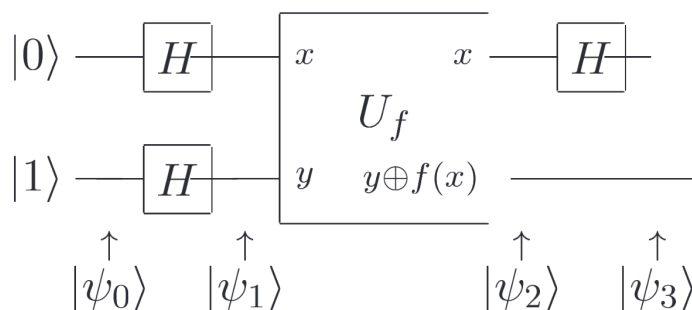 |0⟩ H x x H
U_f
|1⟩ H y y⊕f(x)
↑ ↑ ↑ ↑
|ψ₀⟩ |ψ₁⟩ |ψ₂⟩ |ψ₃⟩